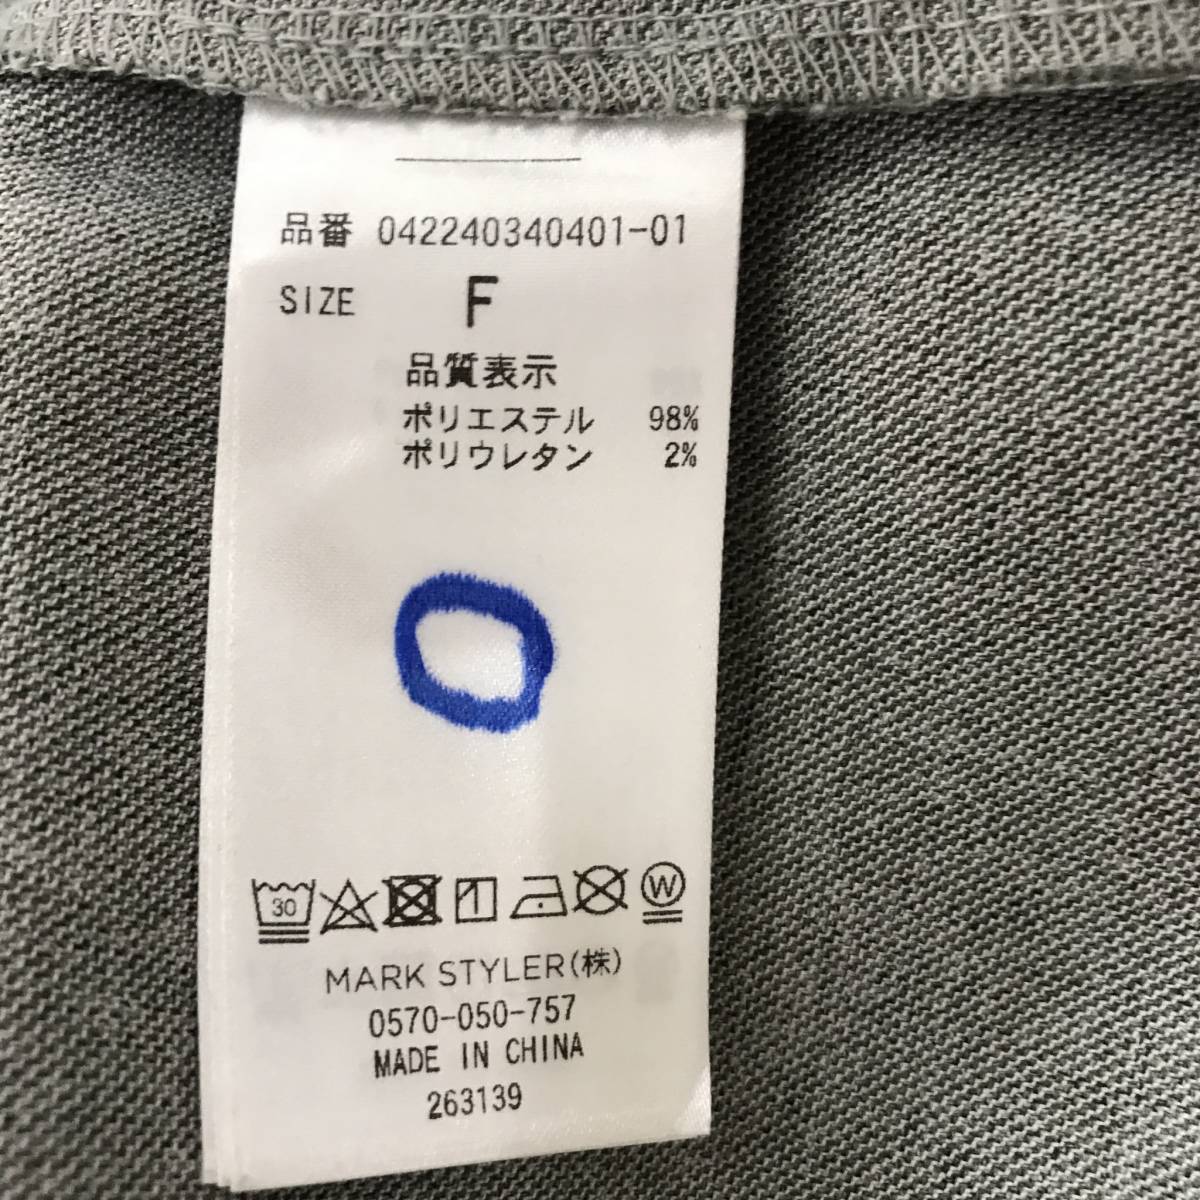 品番 042240340401-01
SIZE F
品質表示
ポリエステル 98%
ポリウレタン 2%
30 W
MARK STYLER(株)
0570-050-757
MADE IN CHINA
263139